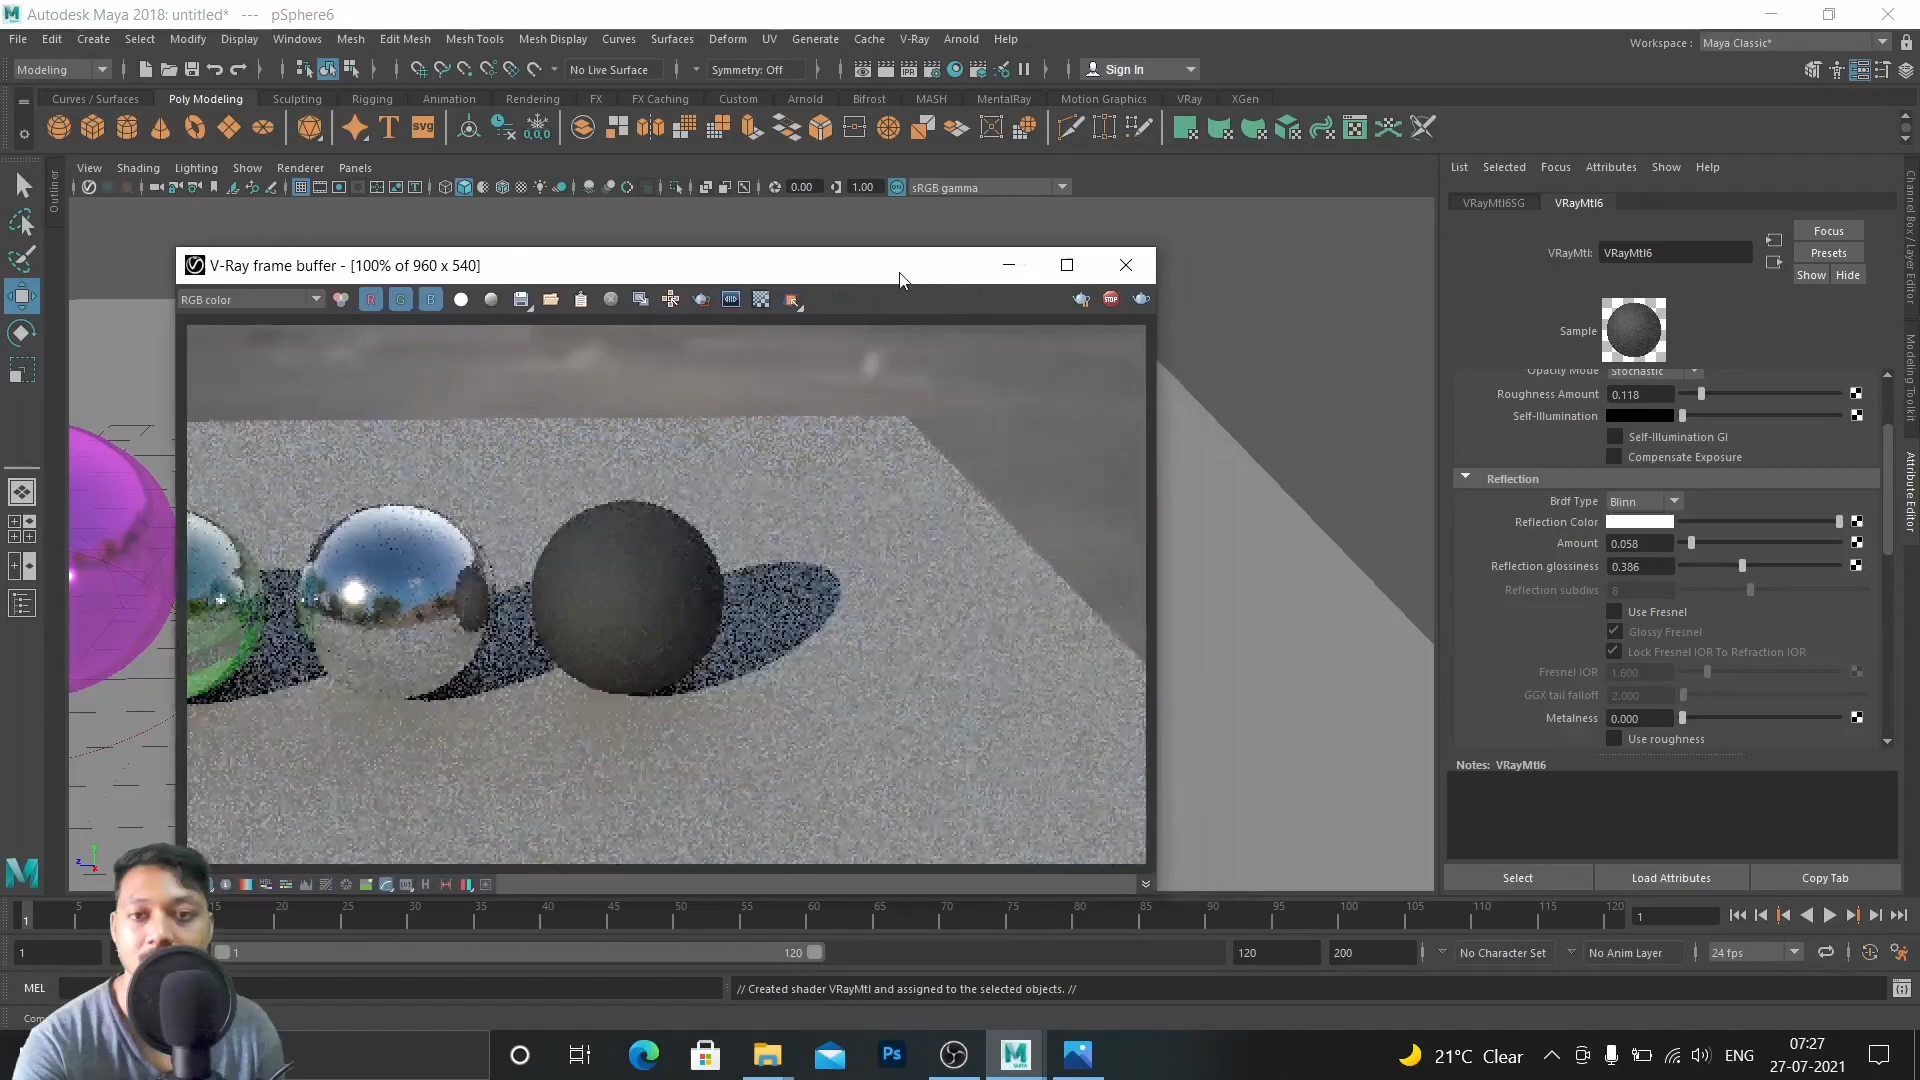 Autodesk Maya 2018: untitled* --- pSphere6
File Edit Create Select Modify Display Windows Mesh Edit Mesh Mesh Tools Mesh Display Curves Surfaces Deform UV Generate Cache V-Ray Arnold Help
Workspace : Maya Classic*
Modeling No Live Surface Symmetry: Off Sign In
Curves / Surfaces Poly Modeling Sculpting Rigging Animation Rendering FX FX Caching Custom Arnold Bifrost MASH MentalRay Motion Graphics VRay XGen
View Shading Lighting Show Renderer Panels
0.00 1.00 sRGB gamma
Outliner
V-Ray frame buffer - [100% of 960 x 540]
RGB color R G B STOP
List Selected Focus Attributes Show Help
VRayMtl6SG VRayMtl6
VRayMtl: VRayMtl6
Focus
Presets
Show Hide
Sample
Opacity Mode Stochastic
Roughness Amount 0.118
Self-Illumination
Self-Illumination GI
Compensate Exposure
Reflection
Brdf Type Blinn
Reflection Color
Amount 0.058
Reflection glossiness 0.386
Reflection subdivs 8
Use Fresnel
Glossy Fresnel
Lock Fresnel IOR To Refraction IOR
Fresnel IOR 1.600
GGX tail falloff 2.000
Metalness 0.000
Use roughness
Notes: VRayMtl6
Select Load Attributes Copy Tab
Channel Box / Layer Editor
Modeling Toolkit
Attribute Editor
5 20 25 30 35 40 45 50 55 60 65 70 75 80 85 90 95 100 105 110 115 120
1 1
1 1 120 120 200 No Character Set No Anim Layer 24 fps
MEL // Created shader VRayMtl and assigned to the selected objects. //
21°C Clear ENG 07:27
27-07-2021